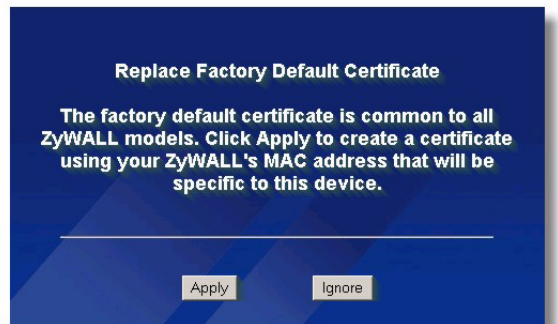 Replace Factory Default Certificate
The factory default certificate is common to all
ZyWALL models. Click Apply to create a certificate
using your ZyWALL's MAC address that will be
specific to this device.
Apply
Ignore